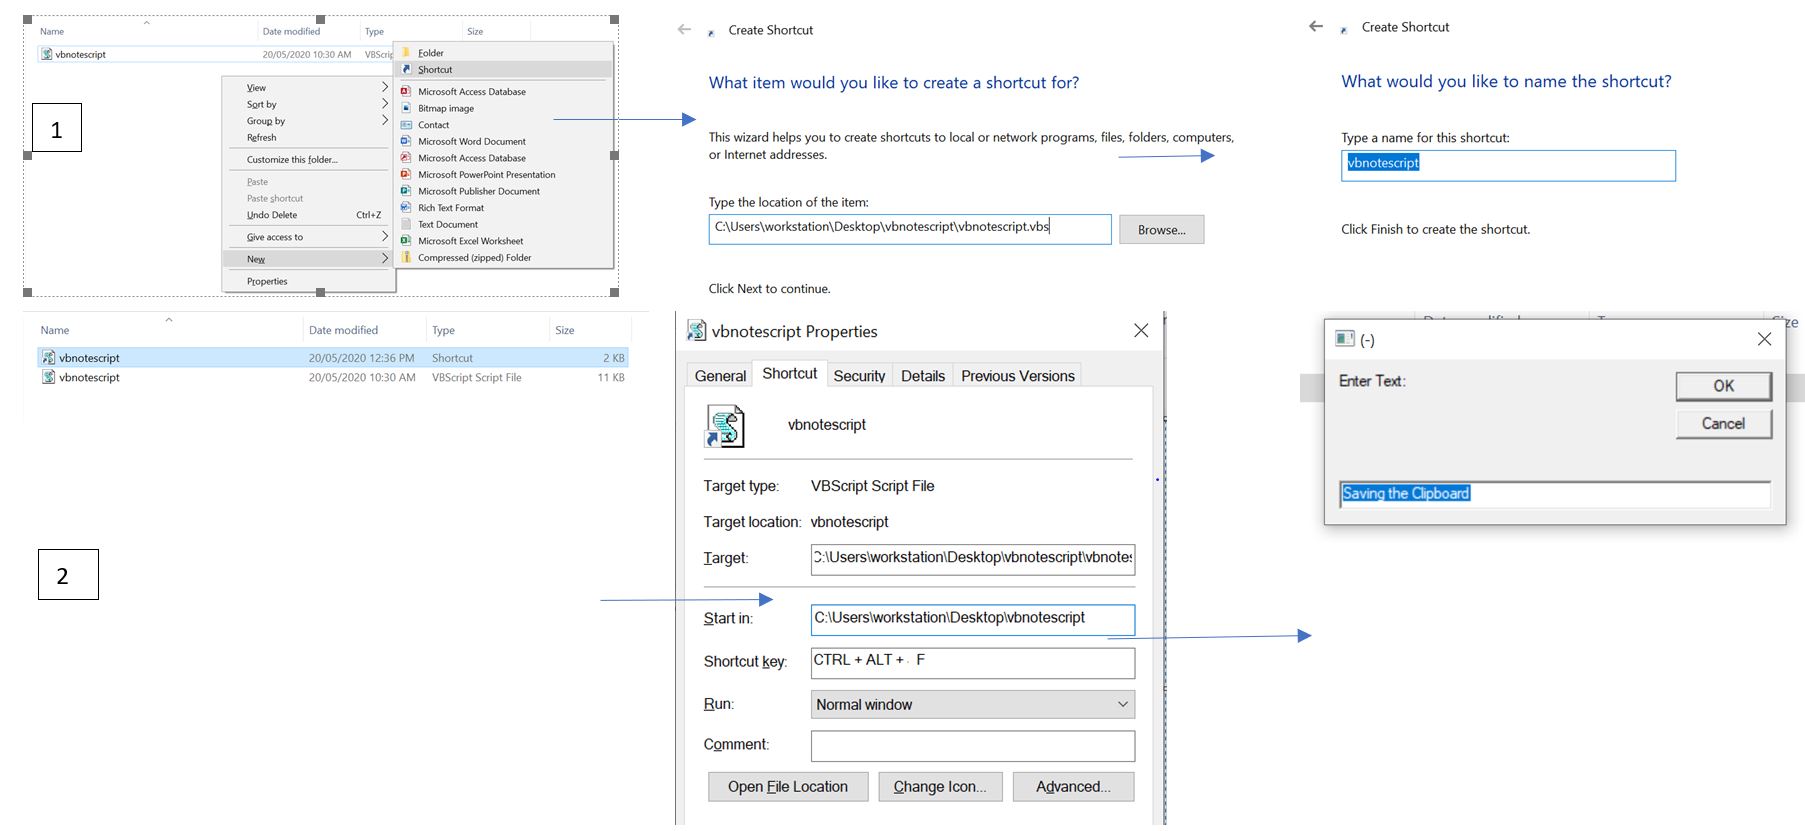 Name Date modified Type Size
vbnotescript 20/05/2020 10:30 AM VBScrip
1
View
Sort by
Group by
Refresh
Customize this folder...
Paste
Paste shortcut
Undo Delete Ctrl+Z
Give access to
New
Properties
Folder
Shortcut
Microsoft Access Database
Bitmap image
Contact
Microsoft Word Document
Microsoft Access Database
Microsoft PowerPoint Presentation
Microsoft Publisher Document
Rich Text Format
Text Document
Microsoft Excel Worksheet
Compressed (zipped) Folder
Create Shortcut
What item would you like to create a shortcut for?
This wizard helps you to create shortcuts to local or network programs, files, folders, computers,
or Internet addresses.
Type the location of the item:
C:\Users\workstation\Desktop\vbnotescript\vbnotescript.vbs
Browse...
Click Next to continue.
Create Shortcut
What would you like to name the shortcut?
Type a name for this shortcut:
vbnotescript
Click Finish to create the shortcut.
Name Date modified Type Size
vbnotescript 20/05/2020 12:36 PM Shortcut 2 KB
vbnotescript 20/05/2020 10:30 AM VBScript Script File 11 KB
2
vbnotescript Properties
General Shortcut Security Details Previous Versions
vbnotescript
Target type: VBScript Script File
Target location: vbnotescript
Target: C:\Users\workstation\Desktop\vbnotescript\vbnotes
Start in: C:\Users\workstation\Desktop\vbnotescript
Shortcut key: CTRL + ALT + F
Run: Normal window
Comment:
Open File Location Change Icon... Advanced...
(-)
Enter Text:
OK
Cancel
Saving the Clipboard